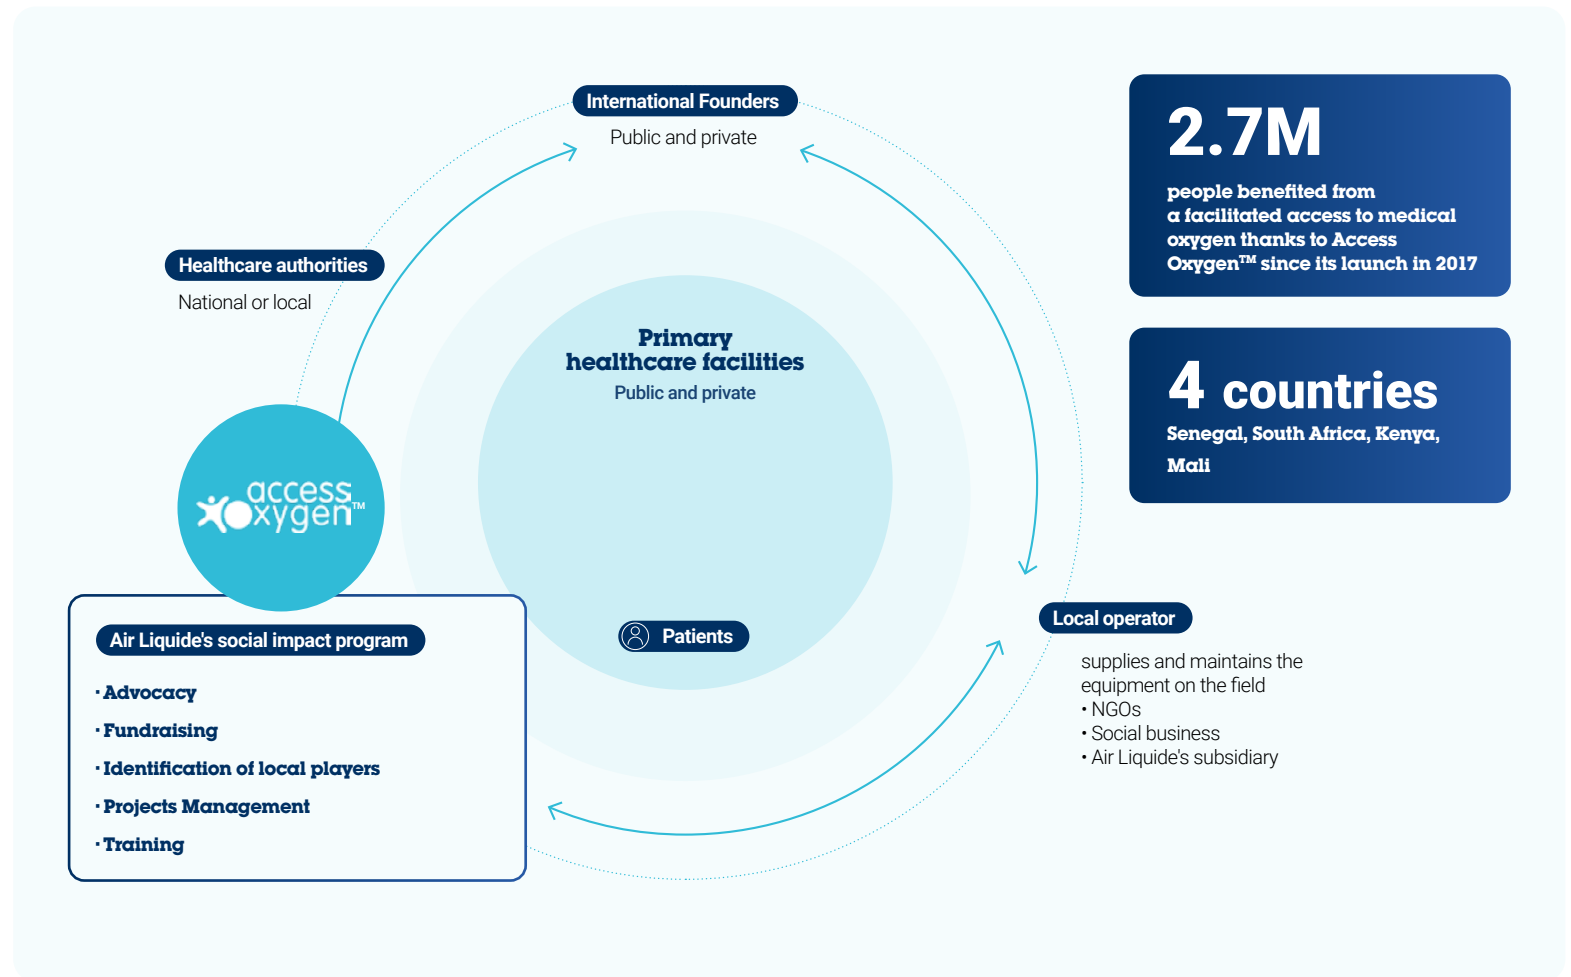 International Founders
Public and private
Healthcare authorities
National or local
Primary
healthcare facilities
Public and private
access
oxygen™
Patients
Air Liquide's social impact program
· Advocacy
· Fundraising
· Identification of local players
· Projects Management
· Training
Local operator
supplies and maintains the
equipment on the field
• NGOs
• Social business
• Air Liquide's subsidiary
2.7M
people benefited from
a facilitated access to medical
oxygen thanks to Access
Oxygen™ since its launch in 2017
4 countries
Senegal, South Africa, Kenya,
Mali